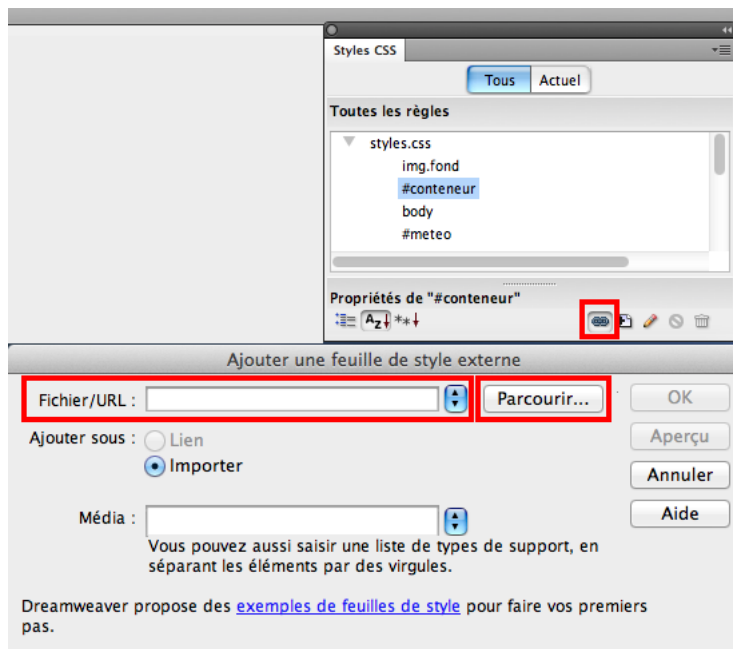 Styles CSS
Tous Actuel
Toutes les règles
styles.css
img.fond
#conteneur
body
#meteo
Propriétés de "#conteneur"
Ajouter une feuille de style externe
Fichier/URL : Parcourir... OK
Ajouter sous : Lien Aperçu
Importer Annuler
Média : Aide
Vous pouvez aussi saisir une liste de types de support, en
séparant les éléments par des virgules.
Dreamweaver propose des exemples de feuilles de style pour faire vos premiers
pas.